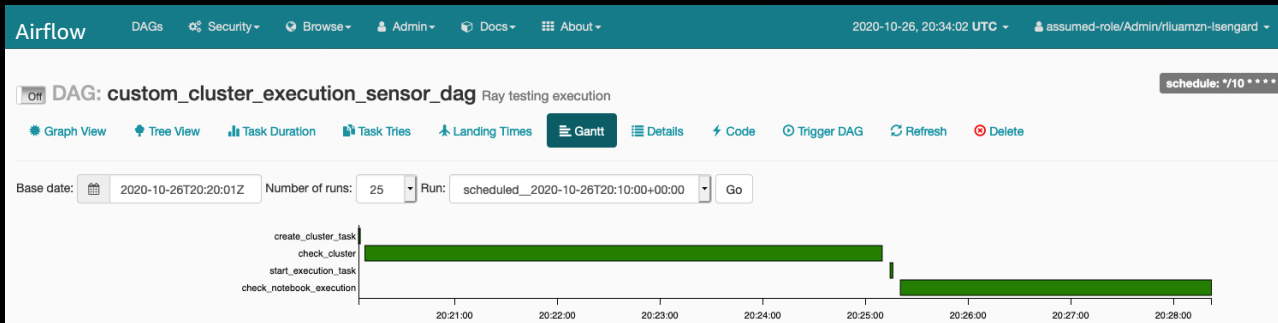 Airflow DAGs Security Browse Admin Docs About 2020-10-26, 20:34:02 UTC assumed-role/Admin/rliuamzn-Isengard
schedule: */10 * * * *
Off DAG: custom_cluster_execution_sensor_dag Ray testing execution
Graph View Tree View Task Duration Task Tries Landing Times Gantt Details Code Trigger DAG Refresh Delete
Base date: 2020-10-26T20:20:01Z Number of runs: 25 Run: scheduled__2020-10-26T20:10:00+00:00 Go
create_cluster_task
check_cluster
start_execution_task
check_notebook_execution
20:21:00 20:22:00 20:23:00 20:24:00 20:25:00 20:26:00 20:27:00 20:28:00